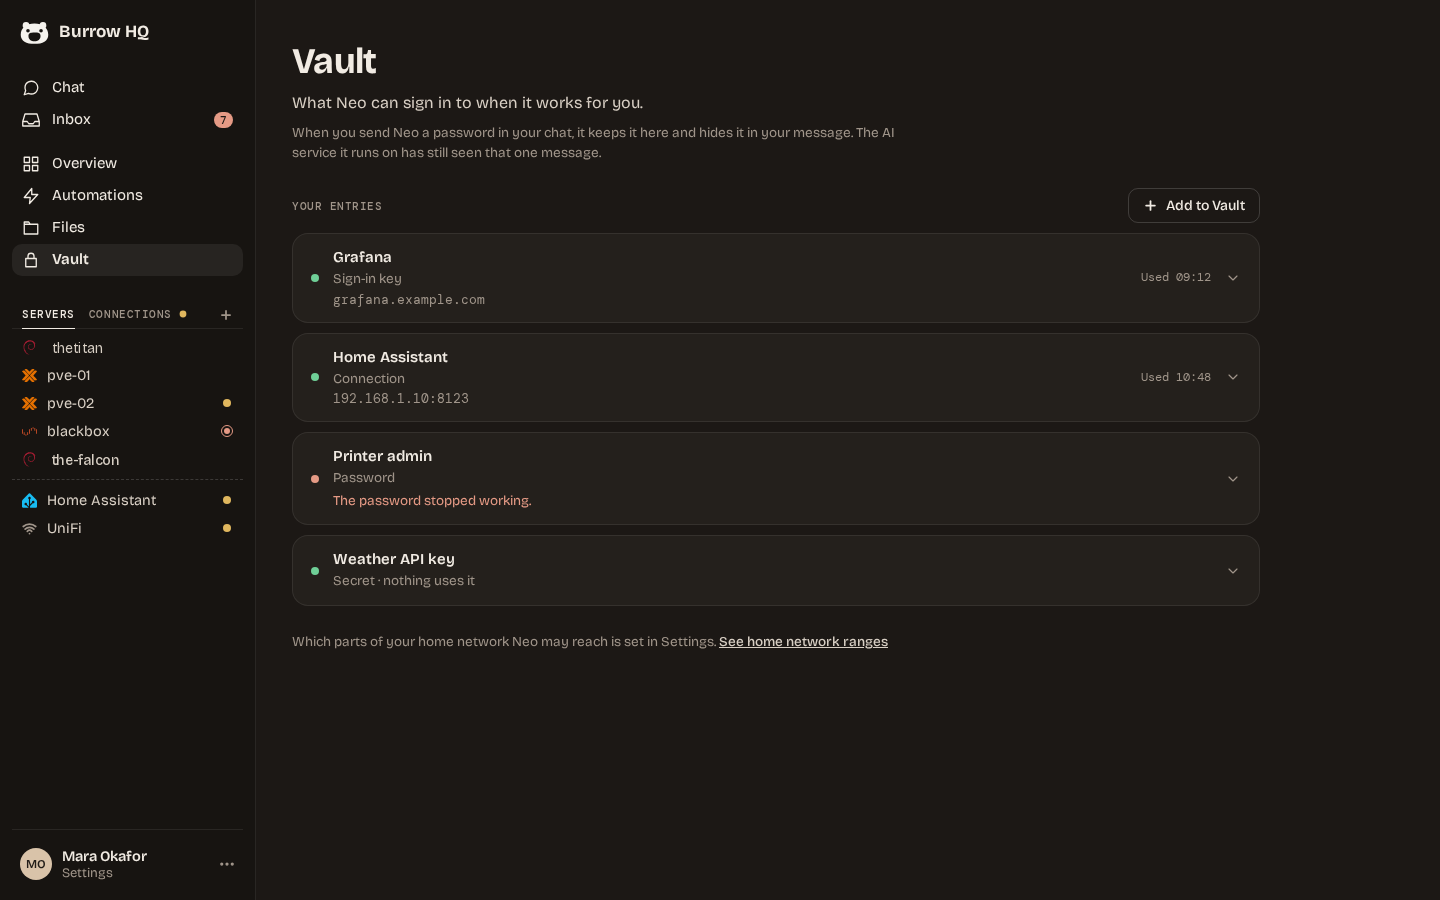 Burrow HQ
Chat
Inbox
7
Overview
Automations
Files
Vault
SERVERS
CONNECTIONS
thetitan
pve-01
pve-02
blackbox
the-falcon
Home Assistant
UniFi
MO
Mara Okafor
Settings
Vault
What Neo can sign in to when it works for you.
When you send Neo a password in your chat, it keeps it here and hides it in your message. The AI
service it runs on has still seen that one message.
YOUR ENTRIES
Add to Vault
Grafana
Sign-in key
grafana.example.com
Used 09:12
Home Assistant
Connection
192.168.1.10:8123
Used 10:48
Printer admin
Password
The password stopped working.
Weather API key
Secret · nothing uses it
Which parts of your home network Neo may reach is set in Settings. See home network ranges